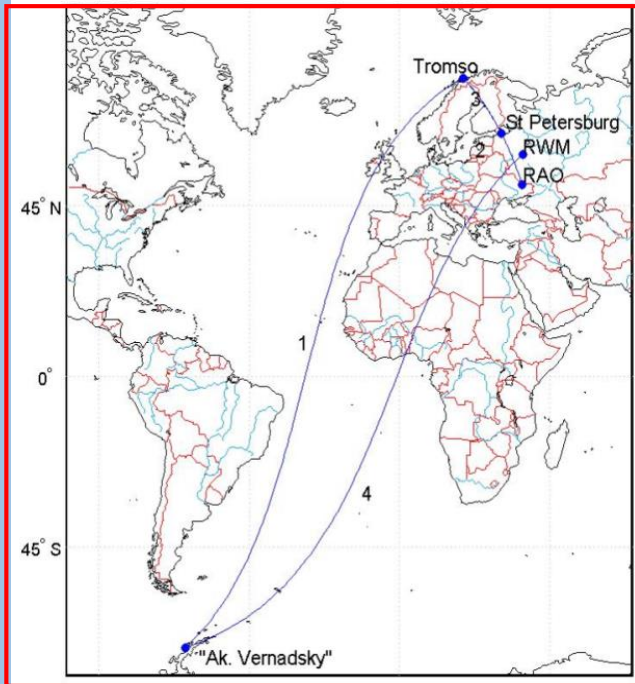 Tromso
3
St Petersburg
2
RWM
RAO
45° N
1
0°
4
45° S
"Ak. Vernadsky"